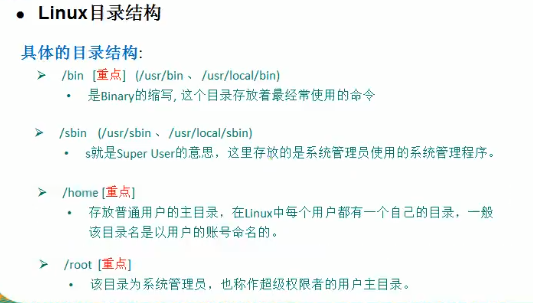 ● Linux目录结构
具体的目录结构:
➢ /bin [重点] (/usr/bin 、 /usr/local/bin)
• 是Binary的缩写, 这个目录存放着最经常使用的命令
➢ /sbin (/usr/sbin 、 /usr/local/sbin)
• s就是Super User的意思，这里存放的是系统管理员使用的系统管理程序。
➢ /home [重点]
• 存放普通用户的主目录，在Linux中每个用户都有一个自己的目录，一般
该目录名是以用户的账号命名的。
➢ /root [重点]
• 该目录为系统管理员，也称作超级权限者的用户主目录。